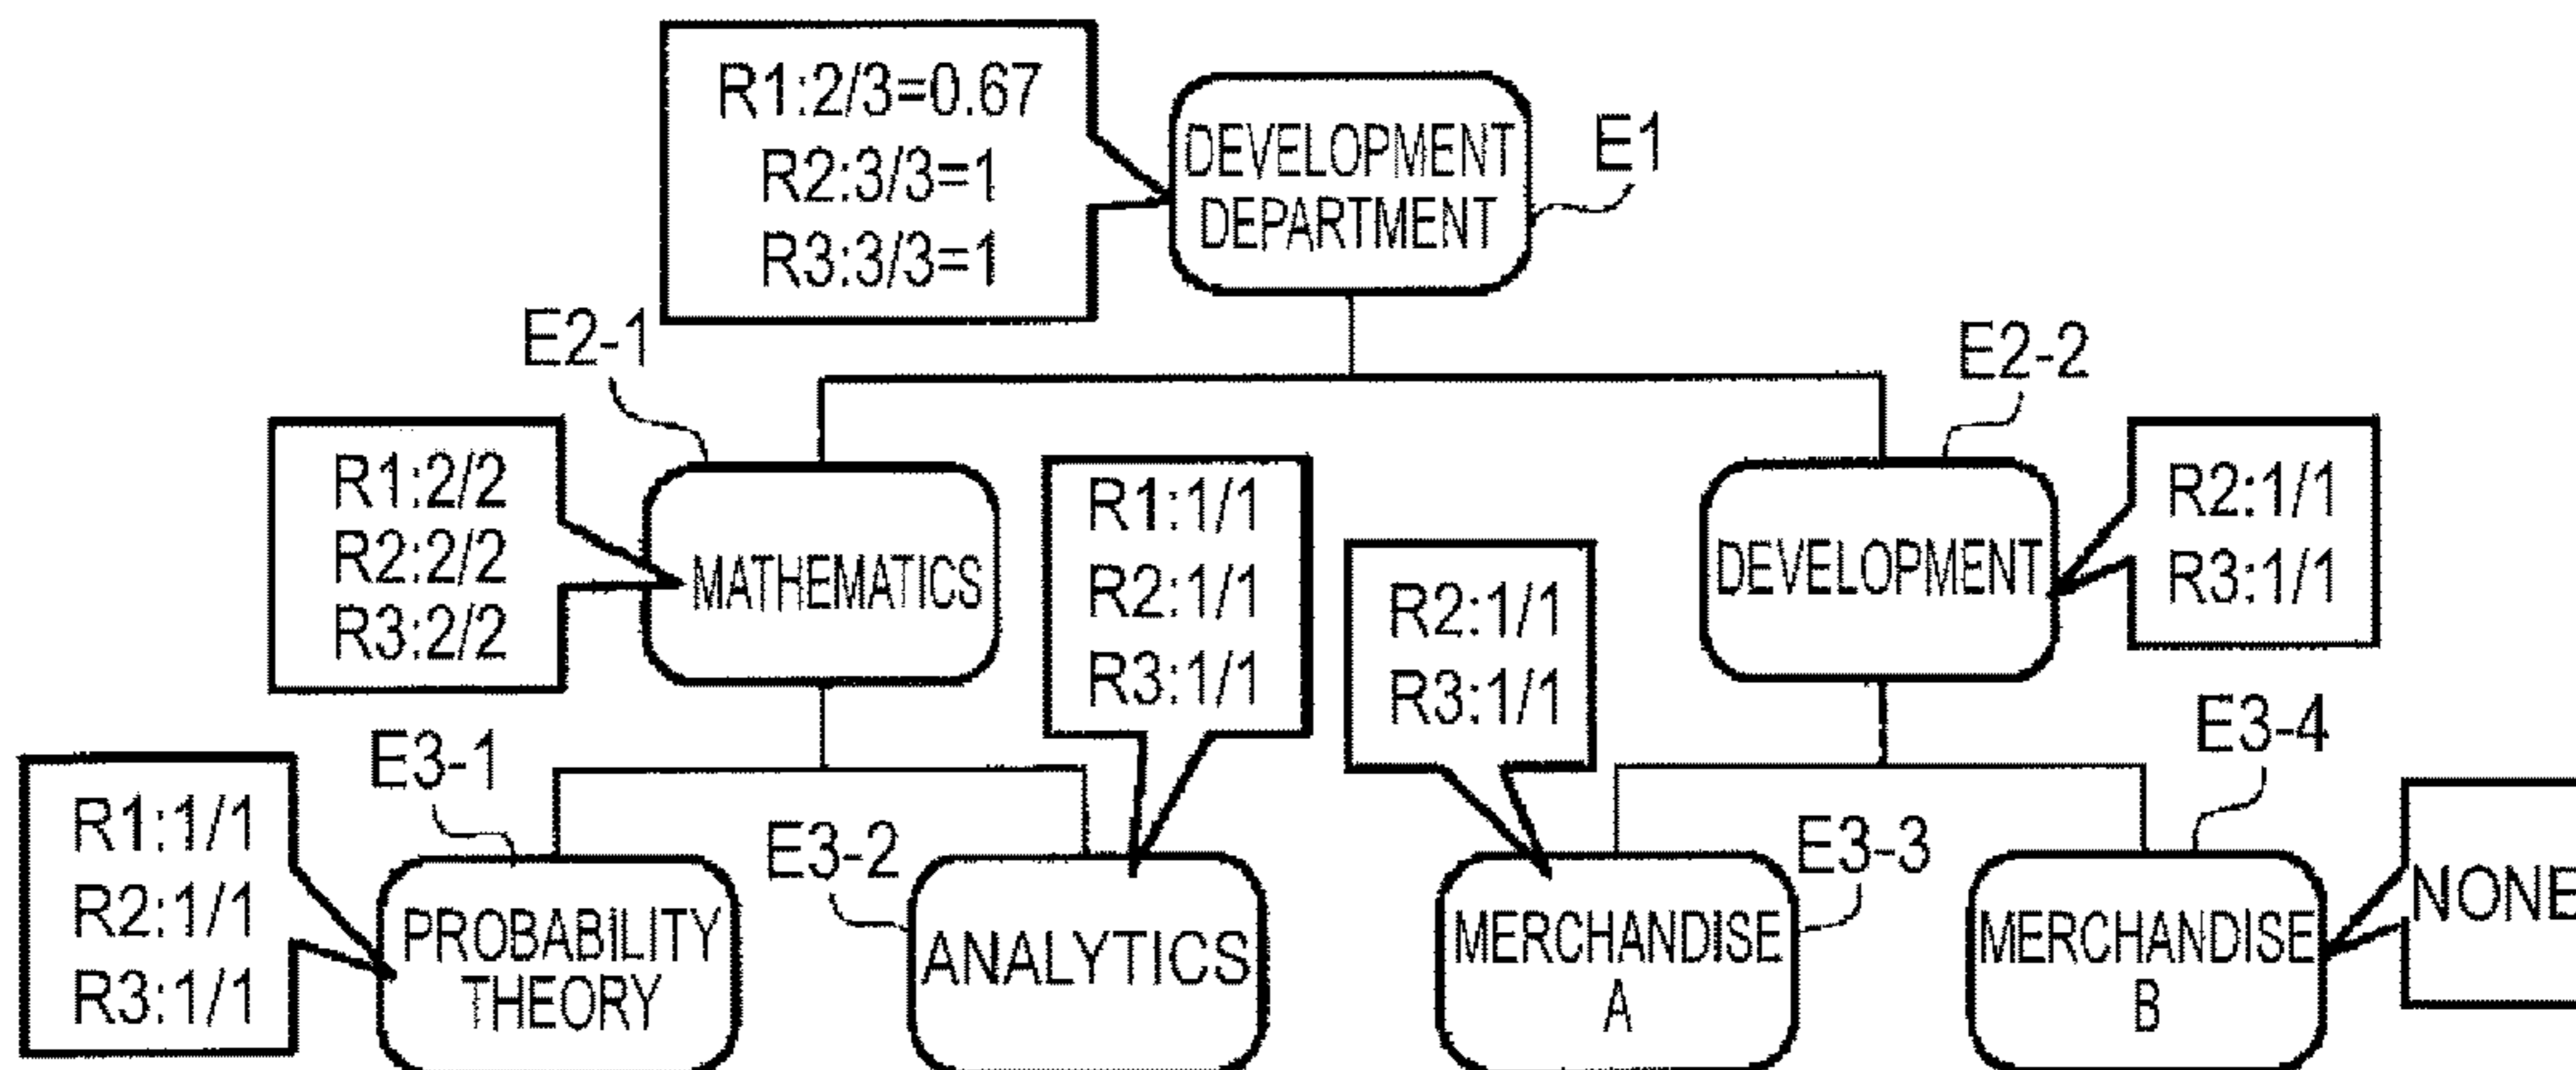 R1:2/3=0.67
R2:3/3=1
R3:3/3=1
DEVELOPMENT
DEPARTMENT
E1
E2-1
E2-2
R1:2/2
R2:2/2
R3:2/2
MATHEMATICS
R1:1/1
R2:1/1
R3:1/1
R2:1/1
R3:1/1
DEVELOPMENT
R2:1/1
R3:1/1
E3-1
R1:1/1
R2:1/1
R3:1/1
PROBABILITY
THEORY
E3-2
ANALYTICS
E3-3
MERCHANDISE
A
E3-4
MERCHANDISE
B
NONE